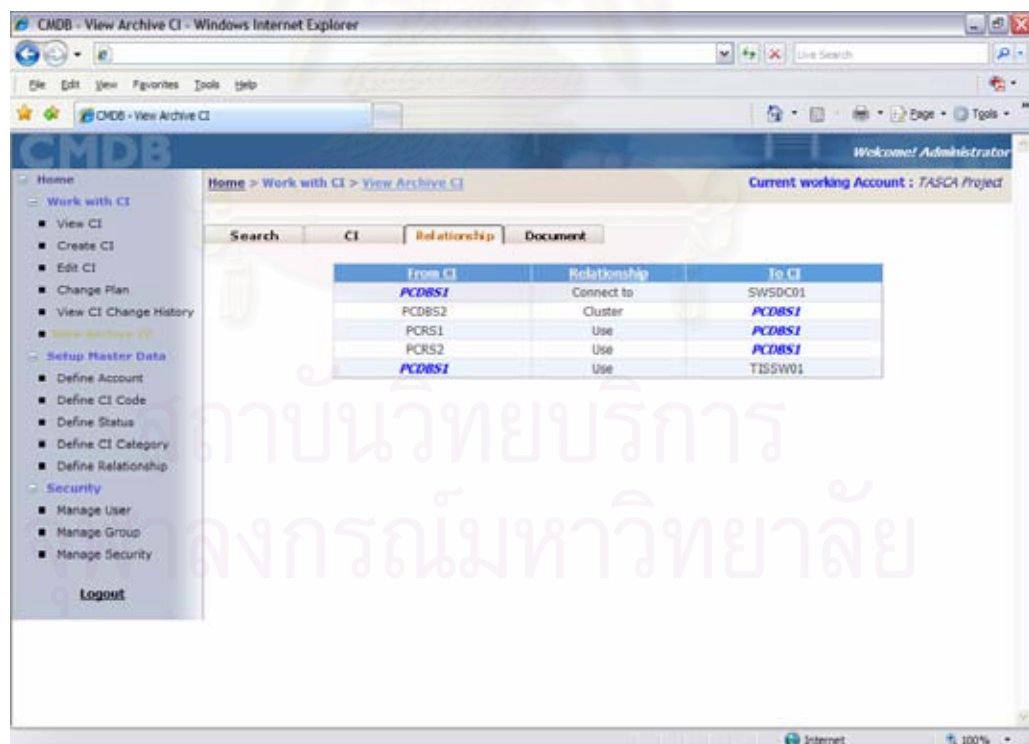 CMDB - View Archive CI - Windows Internet Explorer
Live Search
File Edit View Favorites Tools Help
CMDB - View Archive CI
Page Tools
CMDB
Welcome! Administrator
Home > Work with CI > View Archive CI
Current working Account : TASCA Project
Home
Work with CI
View CI
Create CI
Edit CI
Change Plan
View CI Change History
View Archive CI
Setup Master Data
Define Account
Define CI Code
Define Status
Define CI Category
Define Relationship
Security
Manage User
Manage Group
Manage Security
Logout
Search CI Relationship Document
From CI Relationship To CI
PCDBS1 Connect to SWSDC01
PCDBS2 Cluster PCDBS1
PCRS1 Use PCDBS1
PCRS2 Use PCDBS1
PCDBS1 Use TISSW01
สถาบันวิทยบริการ
จุฬาลงกรณ์มหาวิทยาลัย
Internet
100%